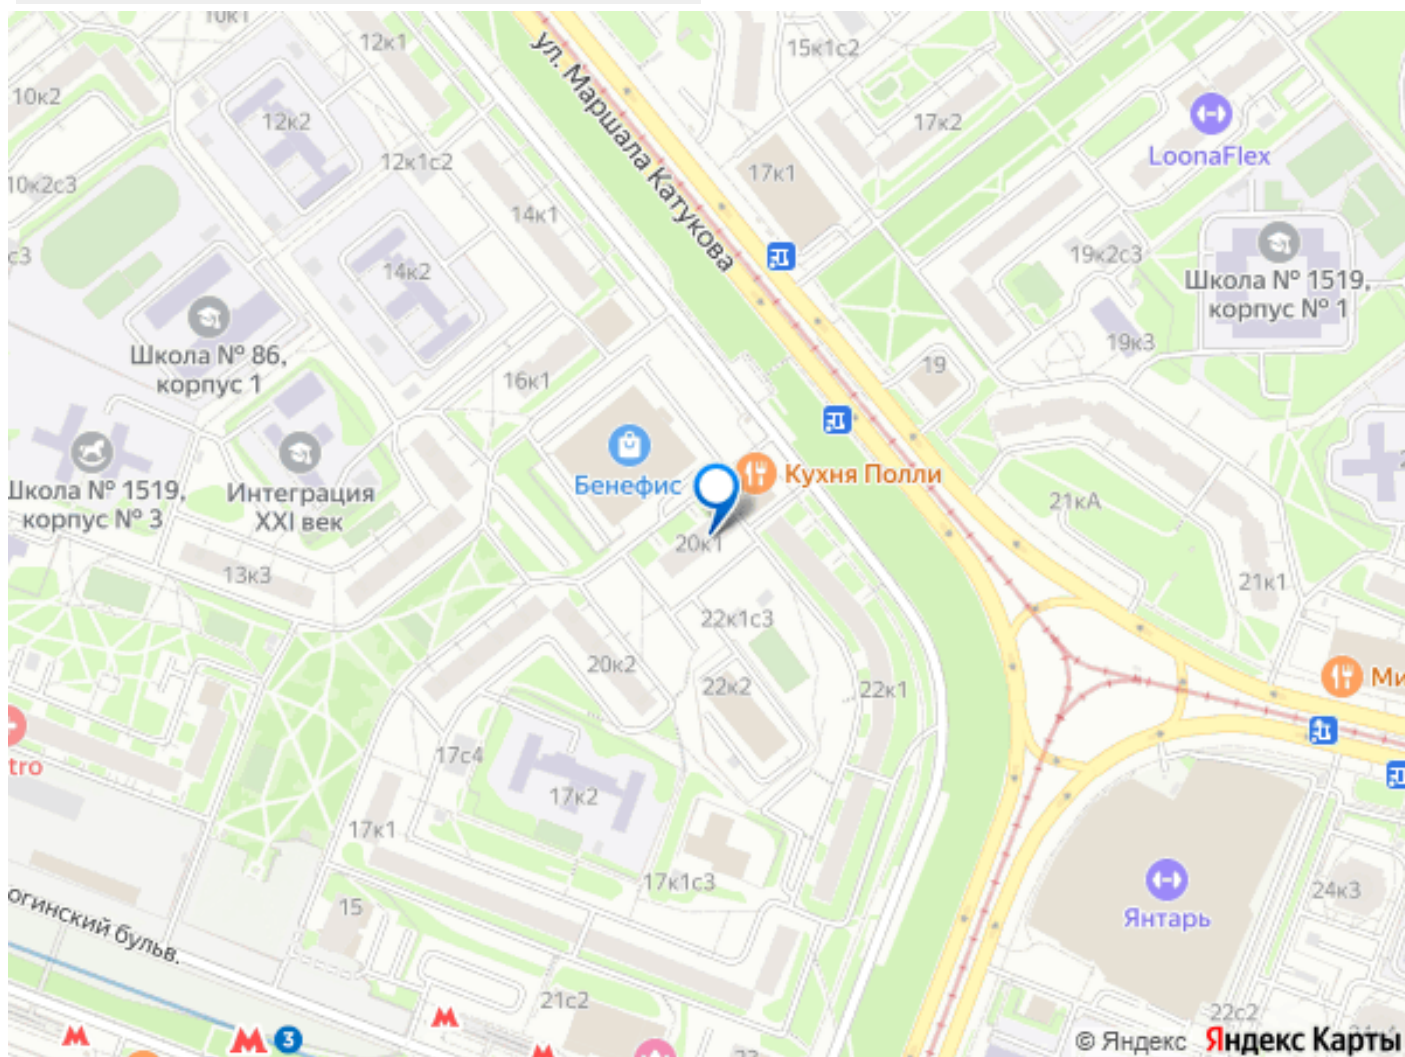 10к1
12к1
15к1с2
10к2
12к2
17к2
LoonaFlex
12к1с2
17к1
ул. Маршала Катукова
10к2с3
14к1
с3
14к2
19к2с3
Школа № 1519,
корпус № 1
Школа № 86,
корпус 1
19к3
19
16к1
Бенефис
Кухня Полли
Школа № 1519,
корпус № 3
Интеграция
XXI век
21кА
20к1
13к3
21к1
22к1с3
20к2
22к2
22к1
Ми
17с4
tro
17к2
17к1
17к1с3
15
24к3
Янтарь
огинский бульв.
21с2
22с2
3
© Яндекс Яндекс Карты